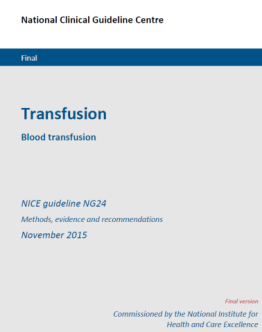 National Clinical Guideline Centre
Final
Transfusion
Blood transfusion
NICE guideline NG24
Methods, evidence and recommendations
November 2015
Final version
Commissioned by the National Institute for
Health and Care Excellence